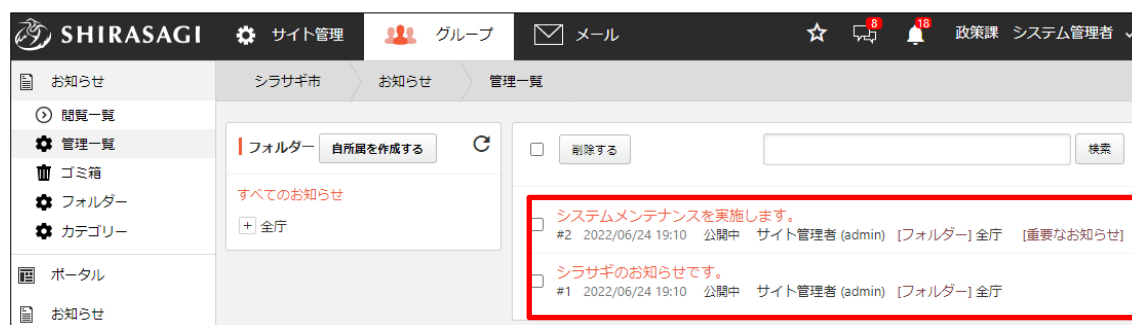 SHIRASAGI サイト管理 グループ メール 8 18 政策課 システム管理者
お知らせ
シラサギ市 お知らせ 管理一覧
閲覧一覧
管理一覧
ゴミ箱
フォルダー
カテゴリー
ポータル
お知らせ
フォルダー 自所属を作成する
すべてのお知らせ
+ 全庁
削除する 検索
システムメンテナンスを実施します。
#2 2022/06/24 19:10 公開中 サイト管理者 (admin) [フォルダー] 全庁 [重要なお知らせ]
シラサギのお知らせです。
#1 2022/06/24 19:10 公開中 サイト管理者 (admin) [フォルダー] 全庁